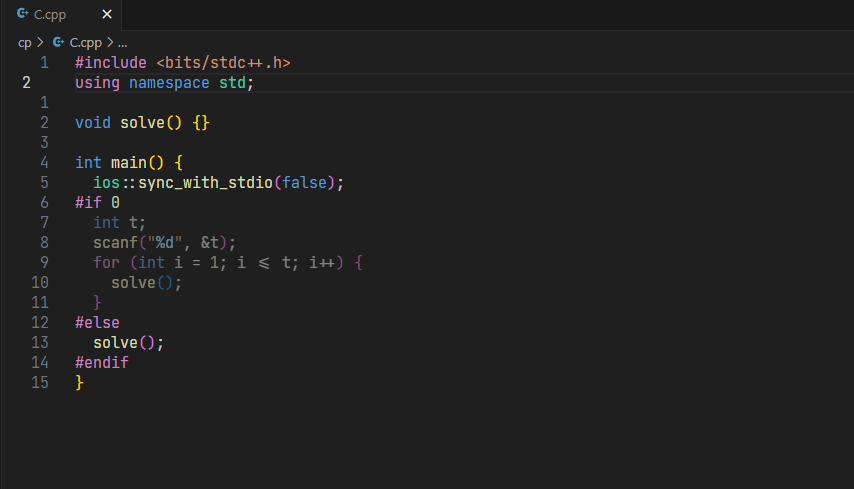 C.cpp
cp > C.cpp > ...
1 #include <bits/stdc++.h>
2 using namespace std;
1
2 void solve() {}
3
4 int main() {
5 ios::sync_with_stdio(false);
6 #if 0
7 int t;
8 scanf("%d", &t);
9 for (int i = 1; i <= t; i++) {
10 solve();
11 }
12 #else
13 solve();
14 #endif
15 }